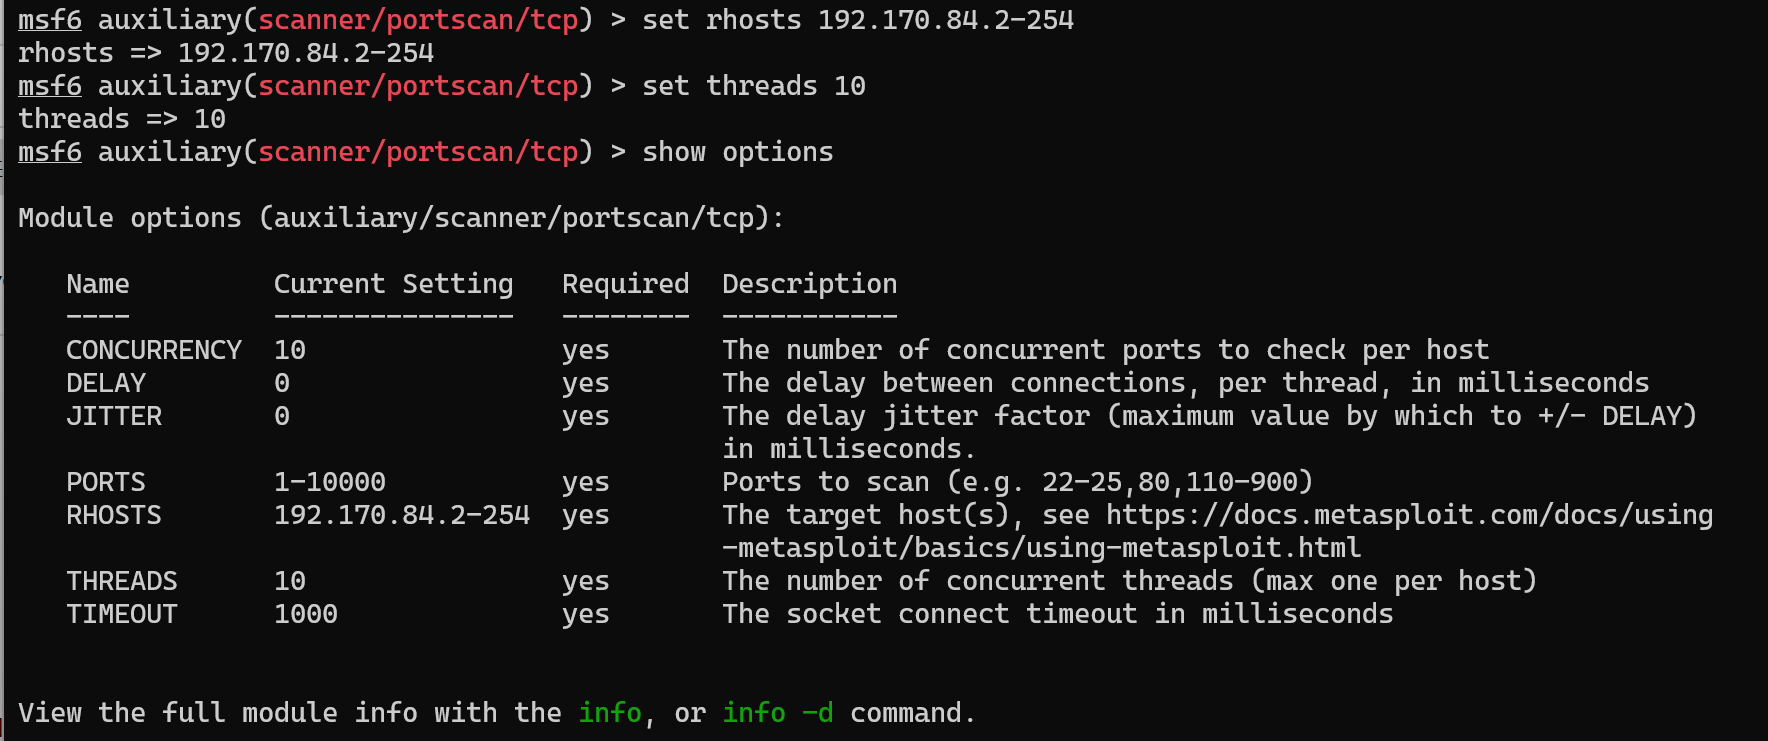 msf6 auxiliary(scanner/portscan/tcp) > set rhosts 192.170.84.2-254
rhosts => 192.170.84.2-254
msf6 auxiliary(scanner/portscan/tcp) > set threads 10
threads => 10
msf6 auxiliary(scanner/portscan/tcp) > show options
Module options (auxiliary/scanner/portscan/tcp):
Name Current Setting Required Description
---- --------------- -------- -----------
CONCURRENCY 10 yes The number of concurrent ports to check per host
DELAY 0 yes The delay between connections, per thread, in milliseconds
JITTER 0 yes The delay jitter factor (maximum value by which to +/- DELAY)
in milliseconds.
PORTS 1-10000 yes Ports to scan (e.g. 22-25,80,110-900)
RHOSTS 192.170.84.2-254 yes The target host(s), see https://docs.metasploit.com/docs/using
-metasploit/basics/using-metasploit.html
THREADS 10 yes The number of concurrent threads (max one per host)
TIMEOUT 1000 yes The socket connect timeout in milliseconds
View the full module info with the info, or info -d command.